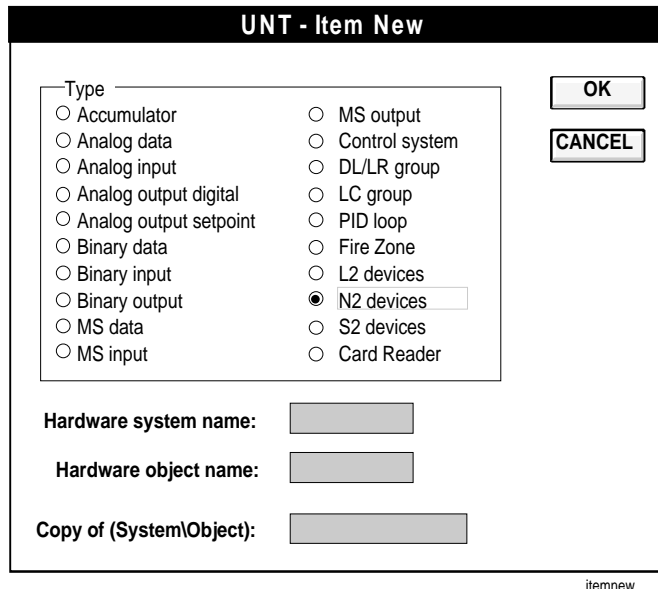 UNT - Item New
Type
Accumulator
Analog data
Analog input
Analog output digital
Analog output setpoint
Binary data
Binary input
Binary output
MS data
MS input
MS output
Control system
DL/LR group
LC group
PID loop
Fire Zone
L2 devices
N2 devices
S2 devices
Card Reader
OK
CANCEL
Hardware system name:
Hardware object name:
Copy of (System\Object):
itemnew